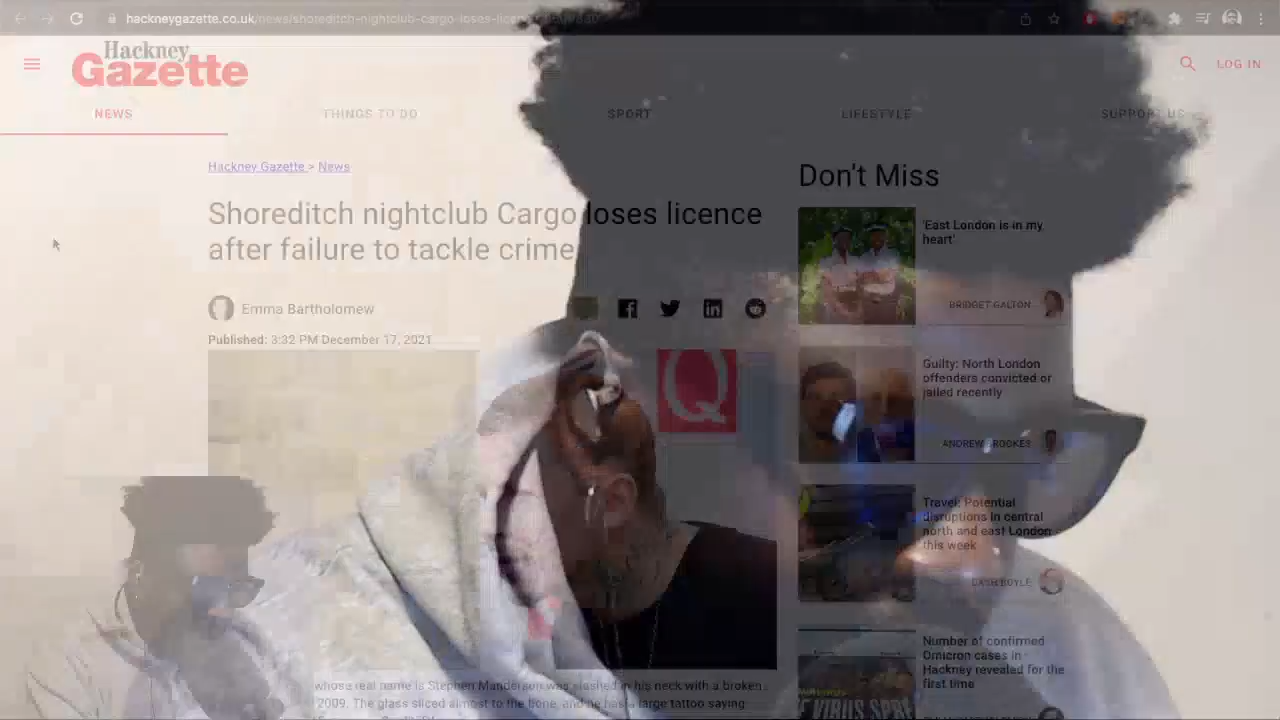 hackneygazette.co.uk/news/shoreditch-nightclub-cargo-loses-licen
Hackney
Gazette
LOG IN
NEWS
THINGS TO DO
SPORT
LIFESTYLE
SUPPORT US
Hackney Gazette > News
Shoreditch nightclub Cargo loses licence
after failure to tackle crime
Emma Bartholomew
Published: 3:32 PM December 17, 2021
Q
whose real name is Stephen Manderson was slashed in his neck with a broken
2009. The glass sliced almost to the bone, and he has a large tattoo saying
Don't Miss
'East London is in my
heart'
BRIDGET GALTON
Guilty: North London
offenders convicted or
jailed recently
ANDREW BROOKES
Travel: Potential
disruptions in central
north and east London
this week
DASH BOYLE
Number of confirmed
Omicron cases in
Hackney revealed for the
first time
VIRUS SPRE